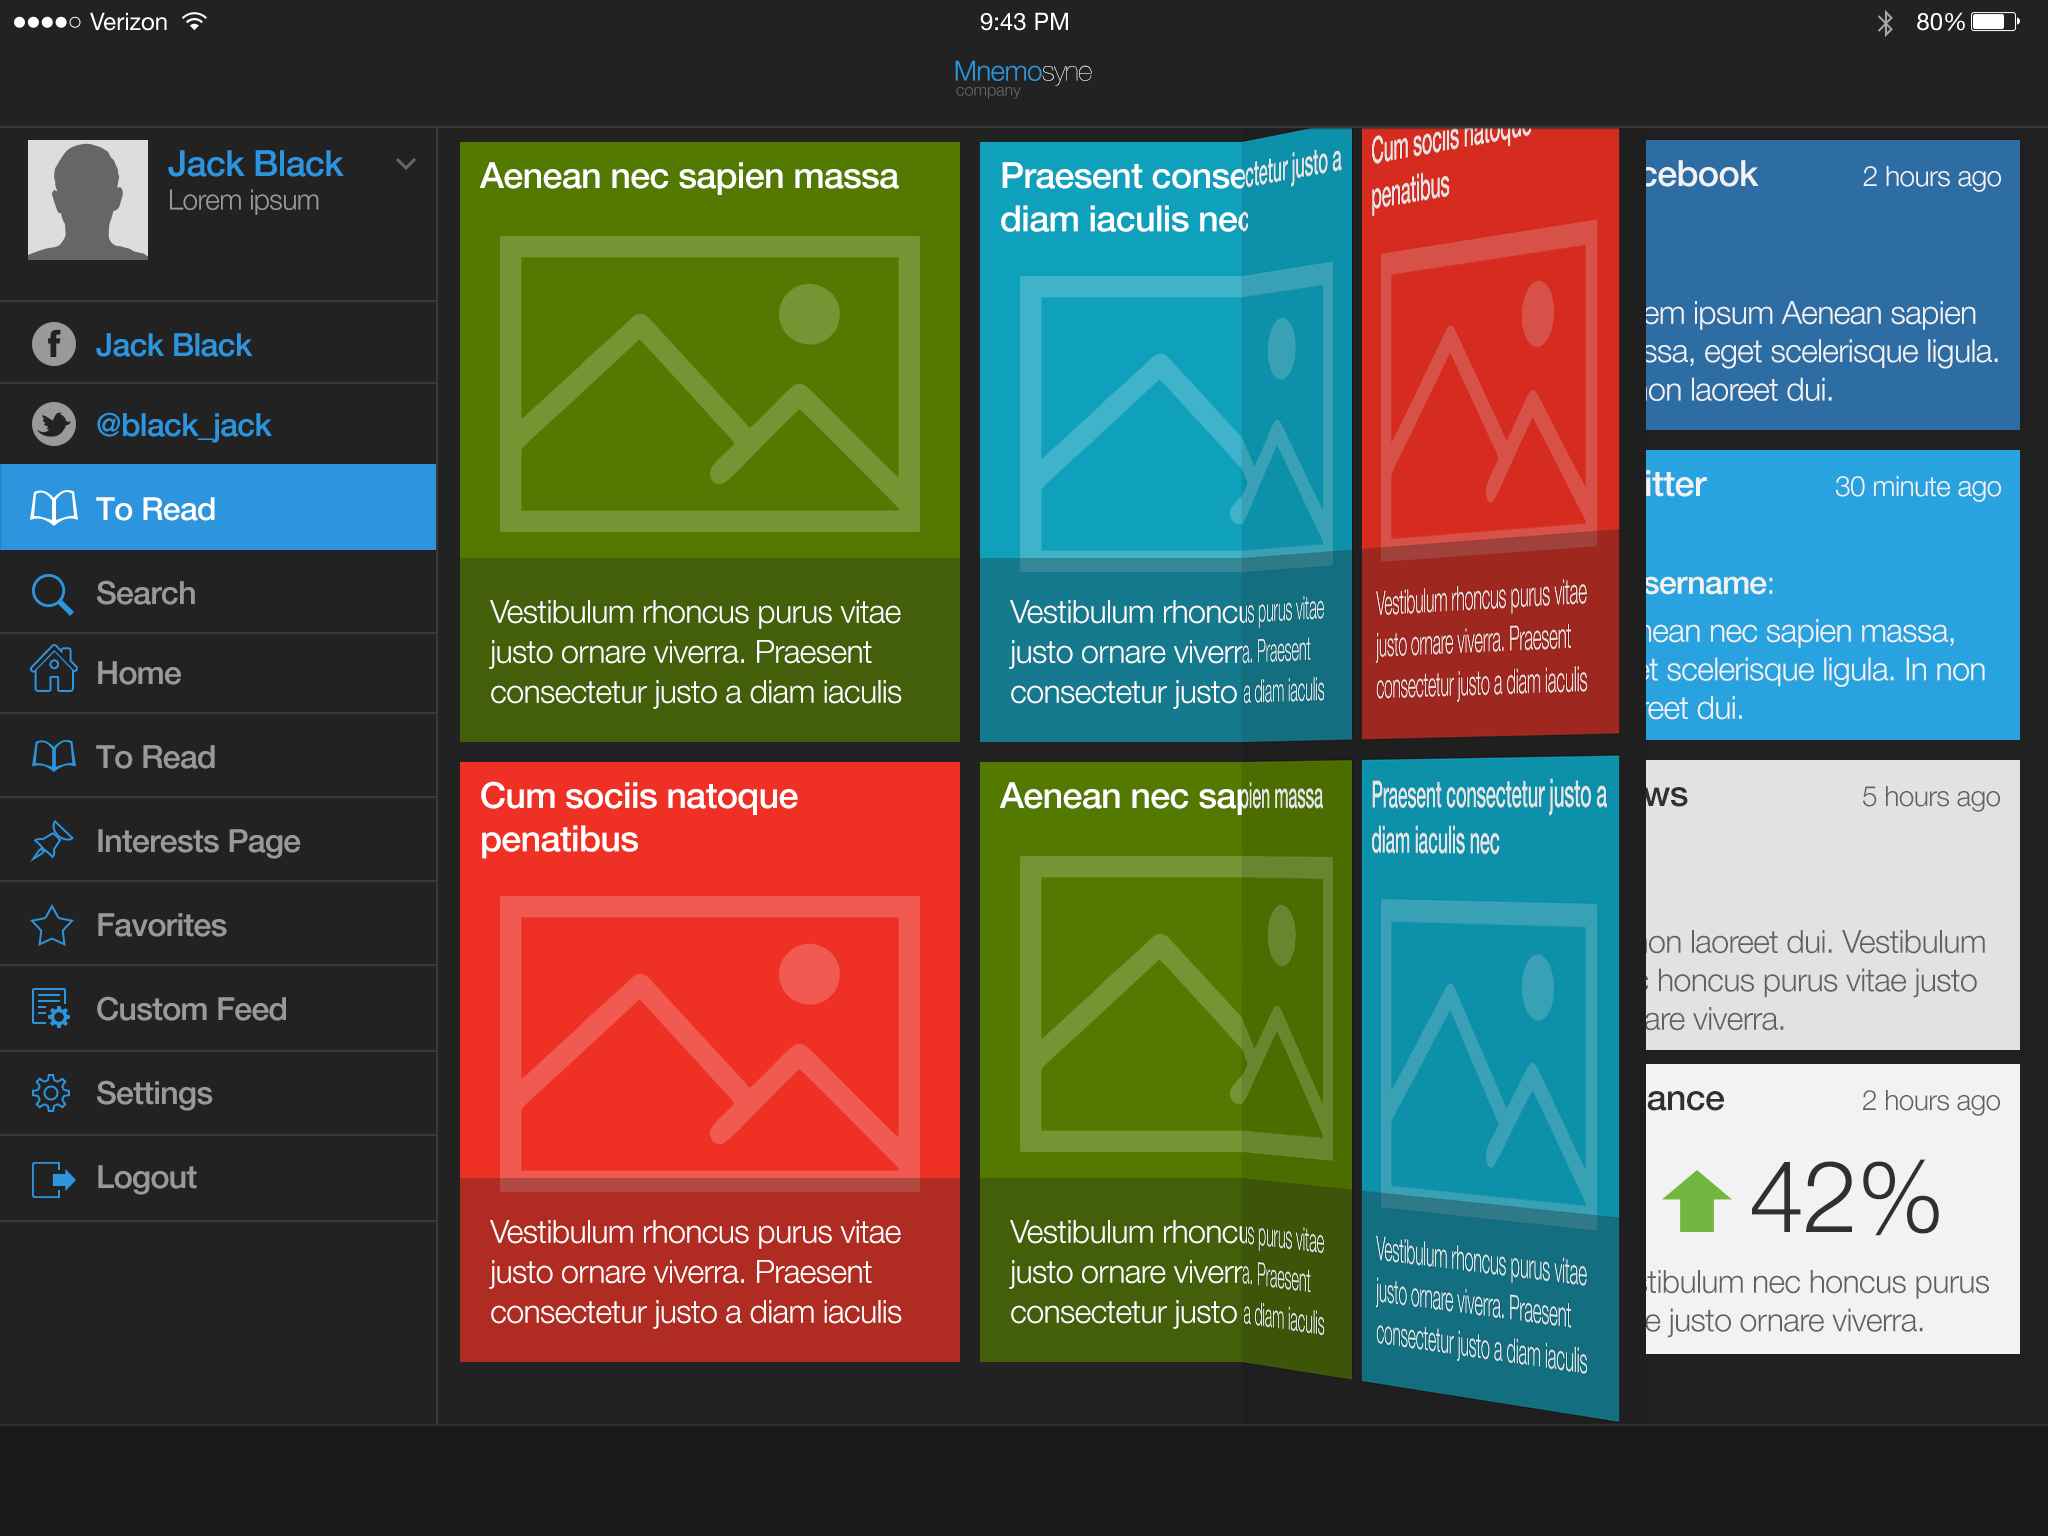 Verizon
9:43 PM
80%
Mnemosyne
company
Jack Black
Lorem ipsum
Jack Black
@black_jack
To Read
Search
Home
To Read
Interests Page
Favorites
Custom Feed
Settings
Logout
Aenean nec sapien massa
Vestibulum rhoncus purus vitae
justo ornare viverra. Praesent
consectetur justo a diam iaculis
Praesent consectetur justo a
diam iaculis nec
Vestibulum rhoncus purus vitae
justo ornare viverra. Praesent
consectetur justo a diam iaculis
Cum sociis natoque
penatibus
Vestibulum rhoncus purus vitae
justo ornare viverra. Praesent
consectetur justo a diam iaculis
Cum sociis natoque
penatibus
Vestibulum rhoncus purus vitae
justo ornare viverra. Praesent
consectetur justo a diam iaculis
Aenean nec sapien massa
Vestibulum rhoncus purus vitae
justo ornare viverra. Praesent
consectetur justo a diam iaculis
Praesent consectetur justo a
diam iaculis nec
Vestibulum rhoncus purus vitae
justo ornare viverra. Praesent
consectetur justo a diam iaculis
cebook 2 hours ago
em ipsum Aenean sapien
ssa, eget scelerisque ligula.
non laoreet dui.
itter 30 minute ago
sername:
nean nec sapien massa,
et scelerisque ligula. In non
reet dui.
ws 5 hours ago
non laoreet dui. Vestibulum
honcus purus vitae justo
are viverra.
ance 2 hours ago
42%
tibulum nec honcus purus
e justo ornare viverra.